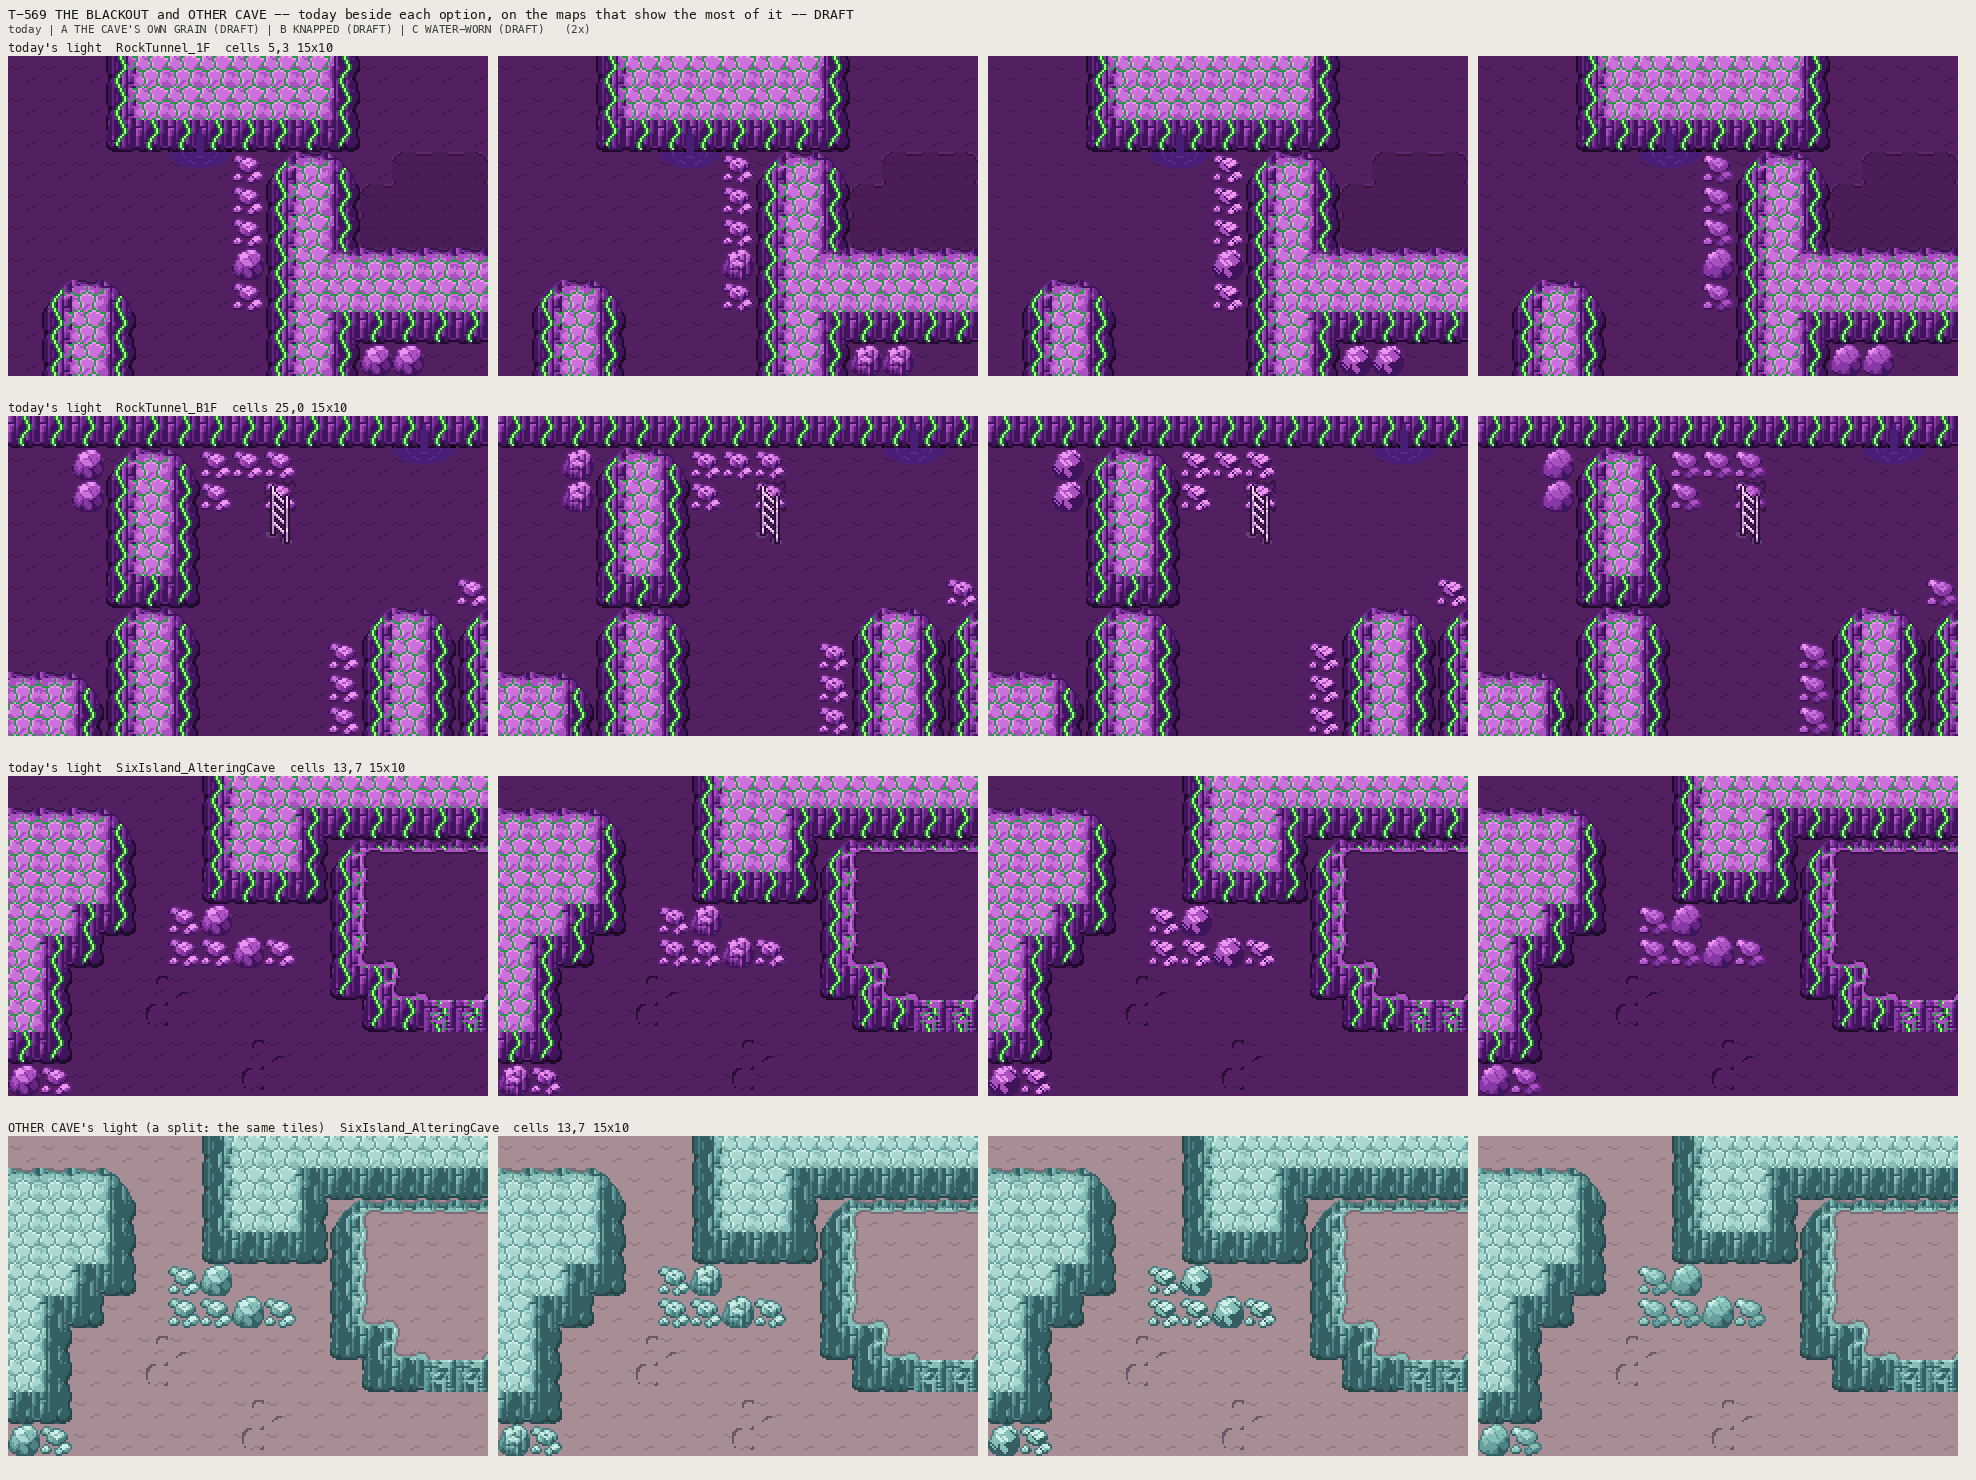 T-569 THE BLACKOUT and OTHER CAVE -- today beside each option, on the maps that show the most of it -- DRAFT
today | A THE CAVE'S OWN GRAIN (DRAFT) | B KNAPPED (DRAFT) | C WATER-WORN (DRAFT) (2x)
today's light RockTunnel_1F cells 5,3 15x10
today's light RockTunnel_B1F cells 25,0 15x10
today's light SixIsland_AlteringCave cells 13,7 15x10
OTHER CAVE's light (a split: the same tiles) SixIsland_AlteringCave cells 13,7 15x10